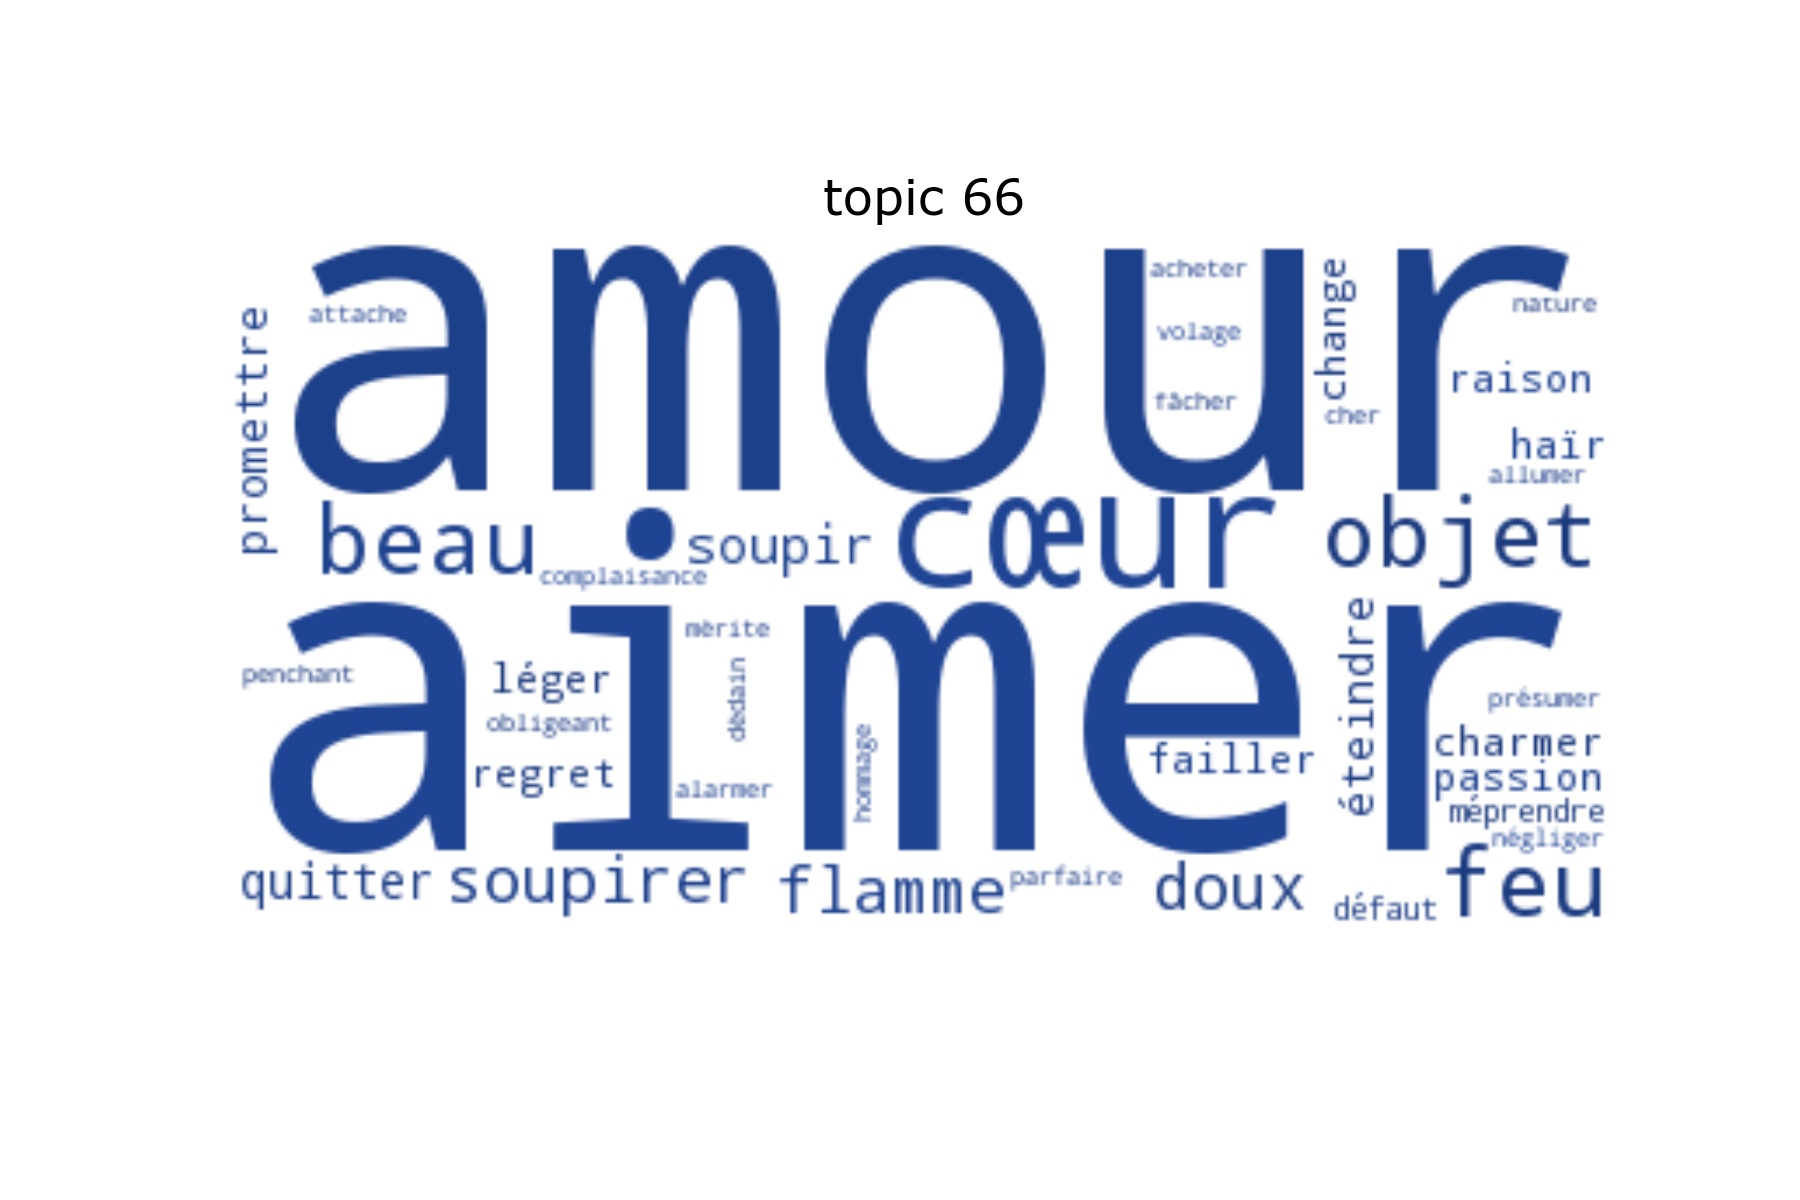 topic 66
amour
acheter
change
nature
attache
promettre
volage
raison
fâcher
cher
haïr
allumer
beau
soupir
cœur
objet
complaisance
aimer
mérite
éteindre
penchant
léger
dédain
présumer
obligeant
hommage
charmer
regret
failler
passion
alarmer
méprendre
négliger
quitter
soupirer
flamme
parfaire
doux
défaut
feu